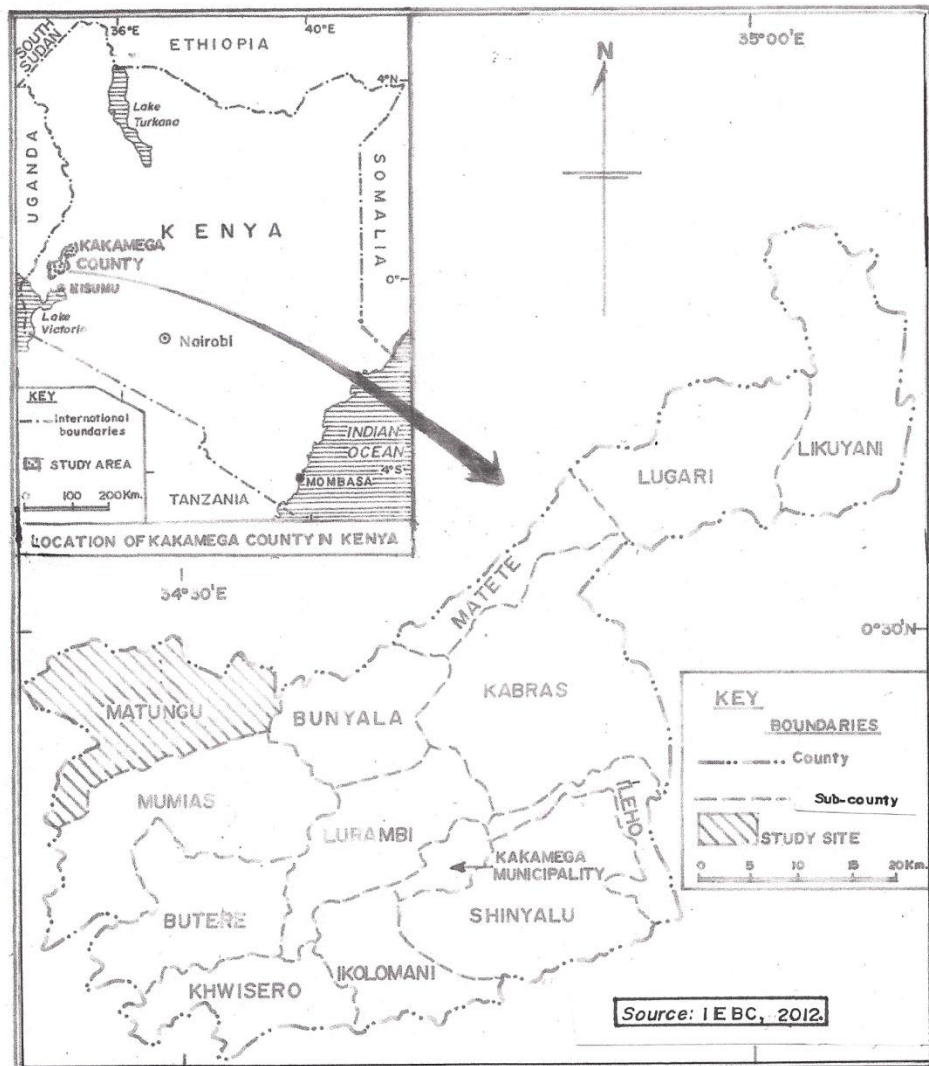 36°E
40°E
SOUTH
SUDAN
ETHIOPIA
4°N
Lake
Turkana
UGANDA
SOMALIA
KENYA
KAKAMEGA
COUNTY
0°
KISUMU
Lake
Victoria
Nairobi
KEY
International
boundaries
STUDY AREA
0 100 200Km.
INDIAN
OCEAN
4°S
MOMBASA
TANZANIA
LOCATION OF KAKAMEGA COUNTY IN KENYA
35°00'E
N
LIKUYANI
LUGARI
34°30'E
MATETE
0°30'N
KABRAS
MATUNGU
BUNYALA
MUMIAS
LURAMBI
ILEHO
KAKAMEGA
MUNICIPALITY
BUTERE
SHINYALU
IKOLOMANI
KHWISERO
KEY
BOUNDARIES
County
Sub-county
STUDY SITE
0 5 10 15 20Km.
Source: IEBC, 2012.